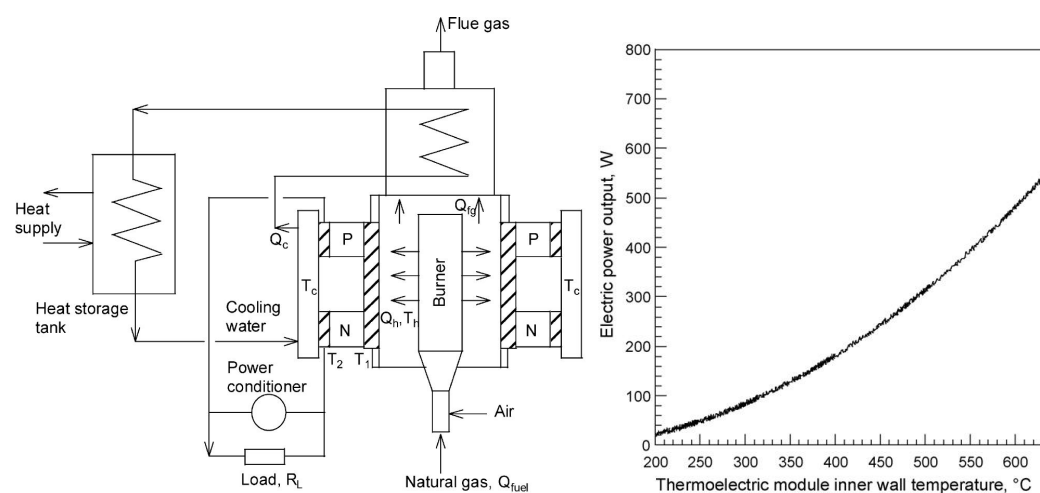 Flue gas
Q_fg
Heat
supply
Q_c
P
P
T_c
T_c
Burner
Heat storage
tank
Cooling
water
Q_h, T_h
N
N
T_2
T_1
Power
conditioner
Air
Load, R_L
Natural gas, Q_fuel
Electric power output, W
800
700
600
500
400
300
200
100
0
200 250 300 350 400 450 500 550 600
Thermoelectric module inner wall temperature, °C